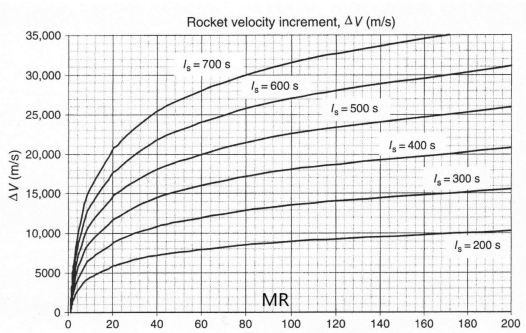 Rocket velocity increment, ΔV (m/s)
35,000
30,000
25,000
20,000
15,000
10,000
5000
0
ΔV (m/s)
Is = 700 s
Is = 600 s
Is = 500 s
Is = 400 s
Is = 300 s
Is = 200 s
MR
0 20 40 60 80 100 120 140 160 180 200